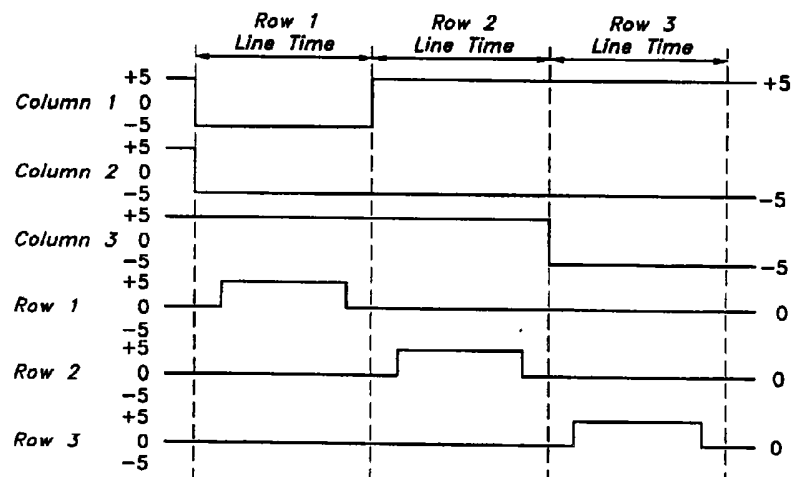 Row 1 Row 2 Row 3
Line Time Line Time Line Time
+5 +5
Column 1 0
-5
Column 2 0
-5 -5
+5
Column 3 0
-5 -5
+5
Row 1 0 0
-5
+5
Row 2 0 0
-5
+5
Row 3 0 0
-5